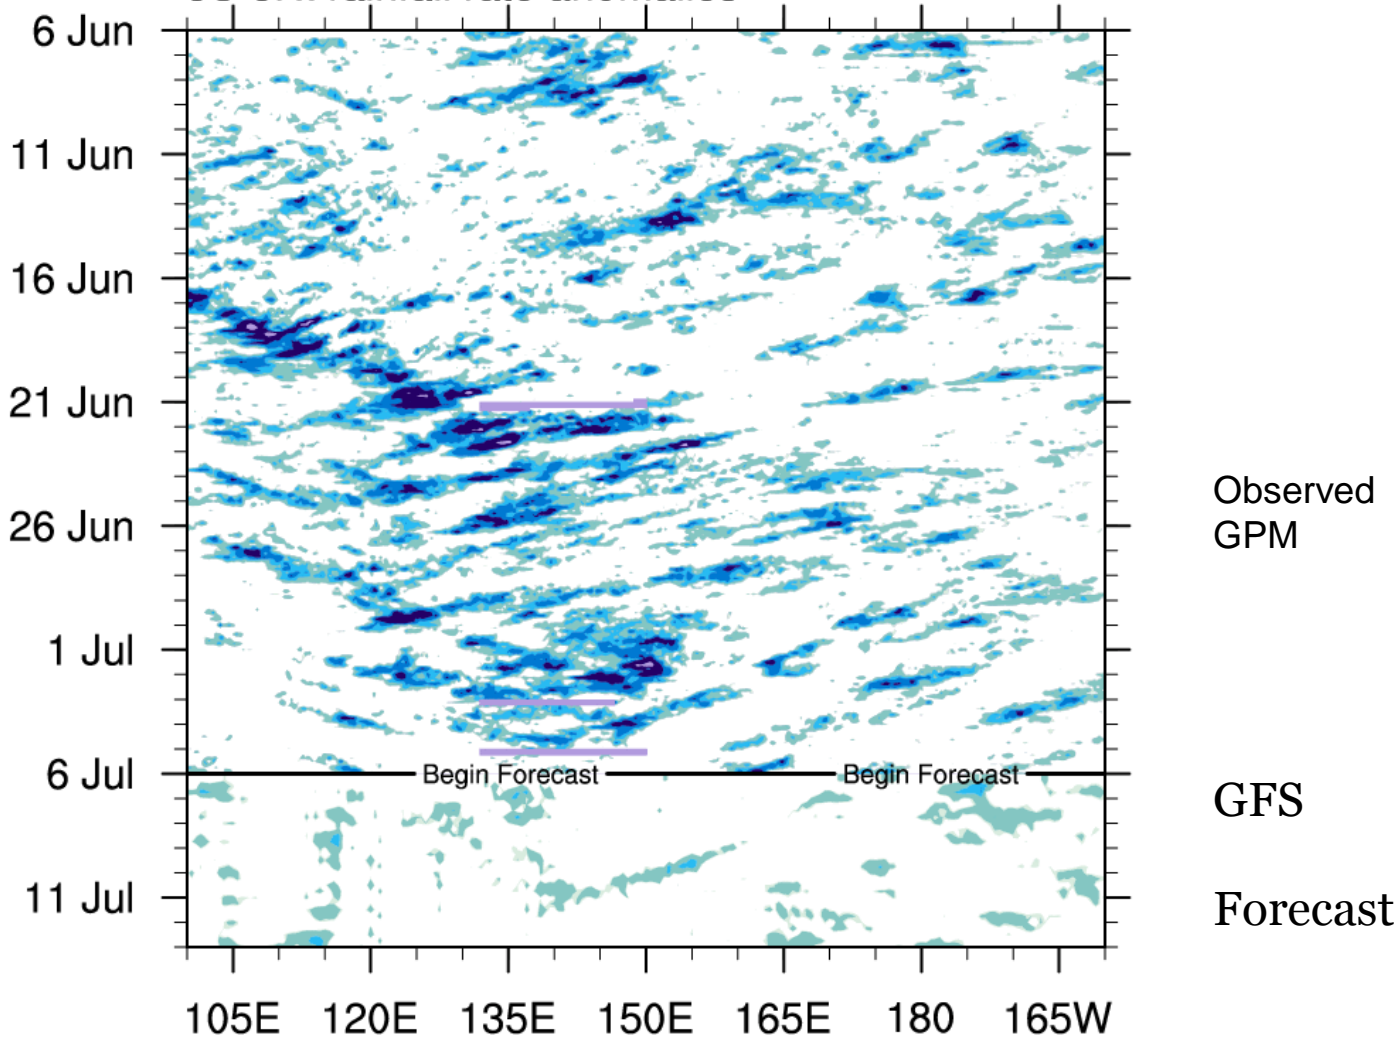 6 Jun
11 Jun
16 Jun
21 Jun
26 Jun
1 Jul
6 Jul
11 Jul
Begin Forecast
Begin Forecast
105E
120E
135E
150E
165E
180
165W
Observed
GPM
GFS
Forecast